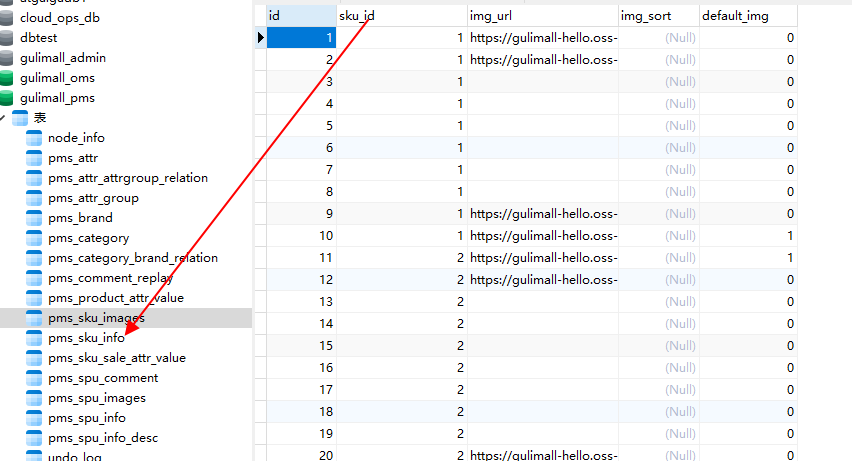 cloud_ops_db
dbtest
gulimall_admin
gulimall_oms
gulimall_pms
表
node_info
pms_attr
pms_attr_attrgroup_relation
pms_attr_group
pms_brand
pms_category
pms_category_brand_relation
pms_comment_replay
pms_product_attr_value
pms_sku_images
pms_sku_info
pms_sku_sale_attr_value
pms_spu_comment
pms_spu_images
pms_spu_info
pms_spu_info_desc
undo_log
id sku_id img_url img_sort default_img
1 1 https://gulimall-hello.oss- (Null) 0
2 1 https://gulimall-hello.oss- (Null) 0
3 1 (Null) 0
4 1 (Null) 0
5 1 (Null) 0
6 1 (Null) 0
7 1 (Null) 0
8 1 (Null) 0
9 1 https://gulimall-hello.oss- (Null) 0
10 1 https://gulimall-hello.oss- (Null) 1
11 2 https://gulimall-hello.oss- (Null) 1
12 2 https://gulimall-hello.oss- (Null) 0
13 2 (Null) 0
14 2 (Null) 0
15 2 (Null) 0
16 2 (Null) 0
17 2 (Null) 0
18 2 (Null) 0
19 2 (Null) 0
20 2 https://gulimall-hello.oss- (Null) 0